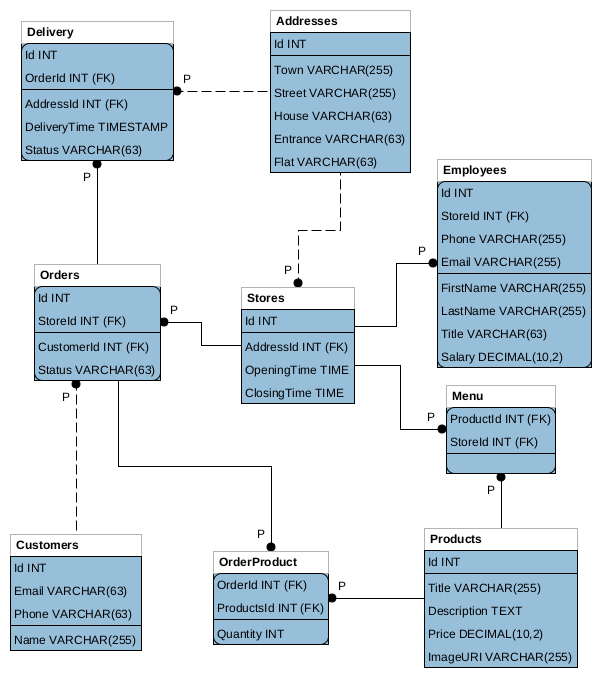 Delivery
Id INT
OrderId INT (FK)
AddressId INT (FK)
DeliveryTime TIMESTAMP
Status VARCHAR(63)
P
P
Addresses
Id INT
Town VARCHAR(255)
Street VARCHAR(255)
House VARCHAR(63)
Entrance VARCHAR(63)
Flat VARCHAR(63)
Employees
Id INT
StoreId INT (FK)
Phone VARCHAR(255)
Email VARCHAR(255)
FirstName VARCHAR(255)
LastName VARCHAR(255)
Title VARCHAR(63)
Salary DECIMAL(10,2)
P
P
Orders
Id INT
StoreId INT (FK)
CustomerId INT (FK)
Status VARCHAR(63)
P
P
Stores
Id INT
AddressId INT (FK)
OpeningTime TIME
ClosingTime TIME
Menu
ProductId INT (FK)
StoreId INT (FK)
P
P
Customers
Id INT
Email VARCHAR(63)
Phone VARCHAR(63)
Name VARCHAR(255)
P
OrderProduct
OrderId INT (FK)
ProductsId INT (FK)
Quantity INT
P
Products
Id INT
Title VARCHAR(255)
Description TEXT
Price DECIMAL(10,2)
ImageURI VARCHAR(255)